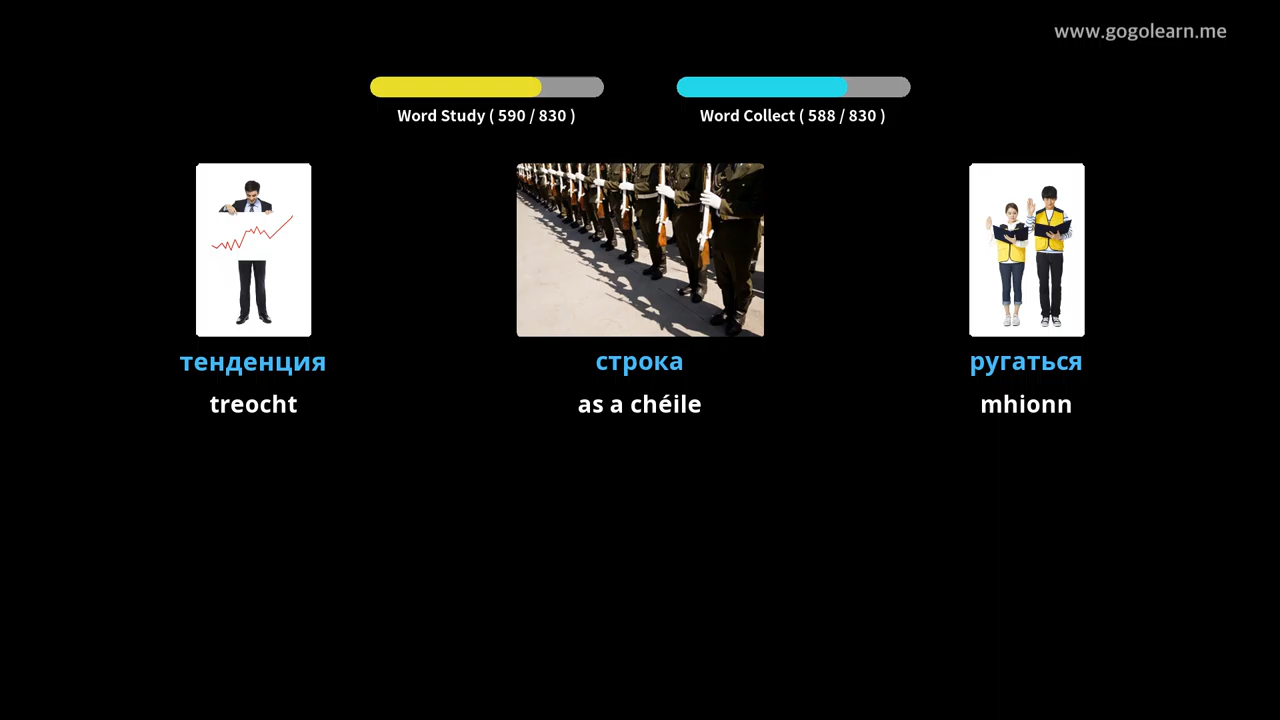 www.gogolearn.me
Word Study ( 590 / 830 )
Word Collect ( 588 / 830 )
тенденция
строка
ругаться
treocht
as a chéile
mhionn